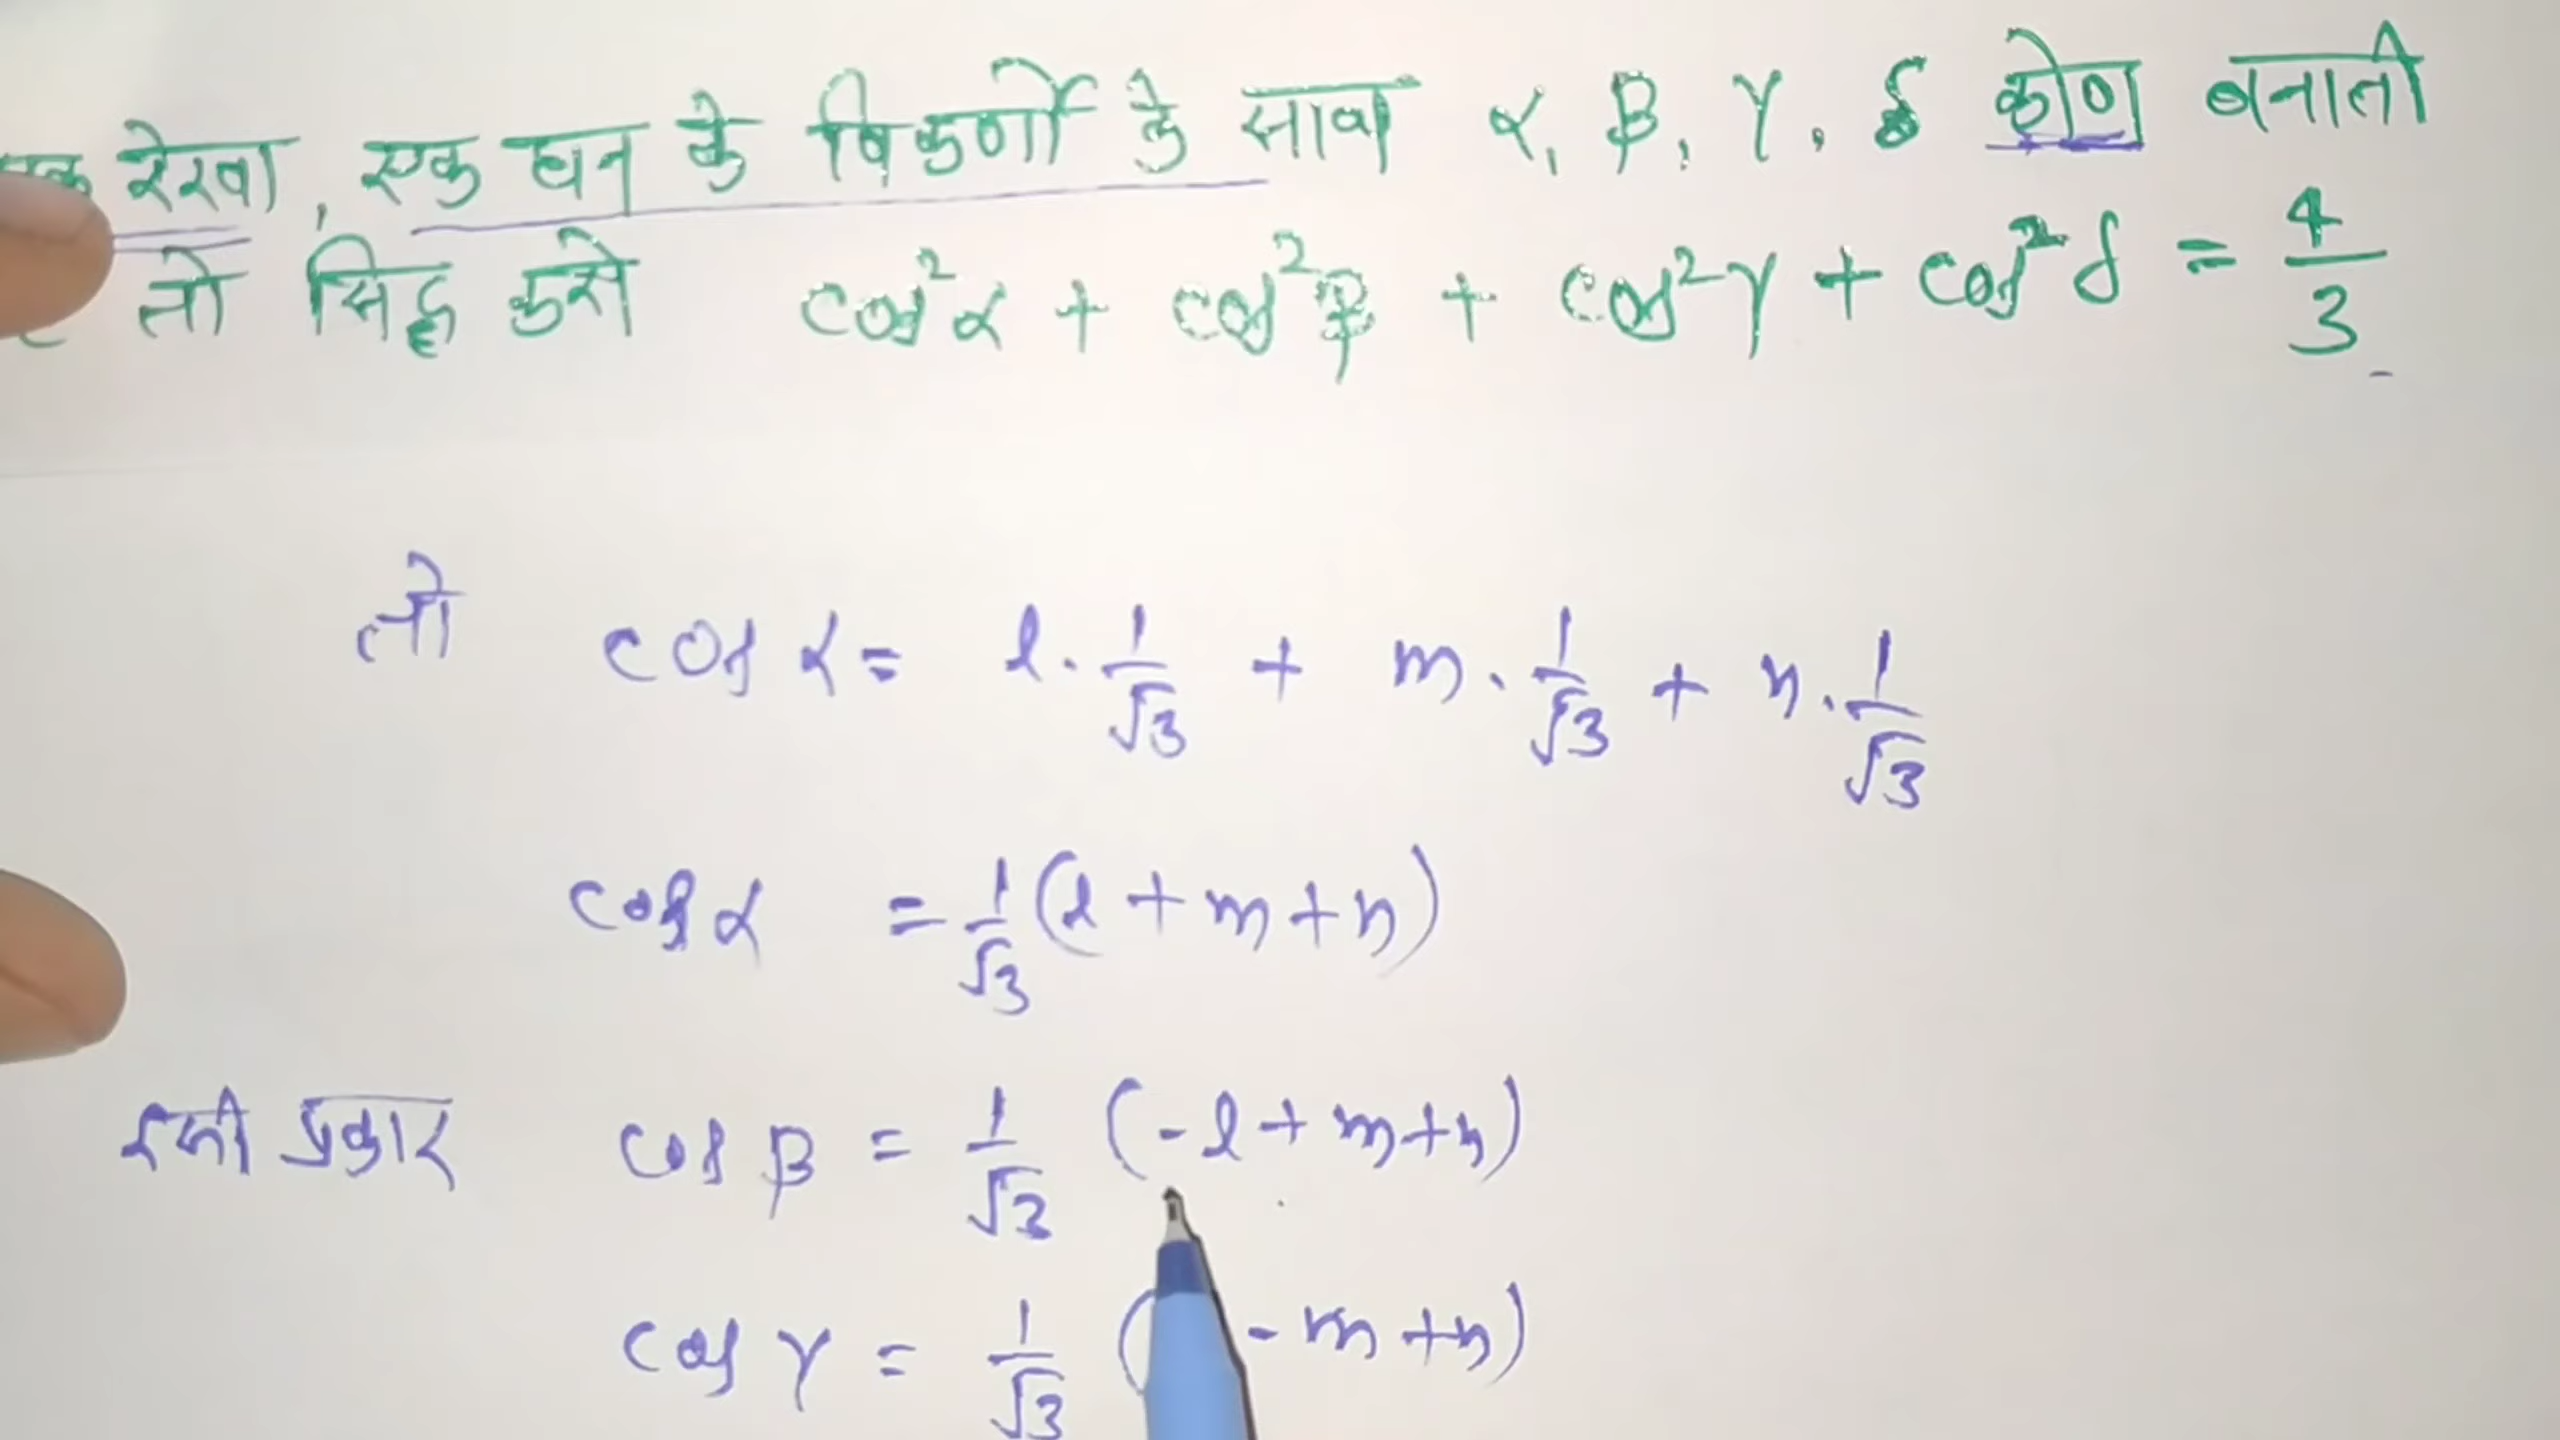 एक रेखा, एक घन के विकर्णो के साथ α, β, γ, δ कोण बनाती
है तो सिद्ध करो cos²α + cos²β + cos²γ + cos²δ = 4/3
तो cos α = l · 1/√3 + m · 1/√3 + n · 1/√3
cos α = 1/√3 (l + m + n)
इसी प्रकार cos β = 1/√3 (-l + m + n)
cos γ = 1/√3 ( - m + n)